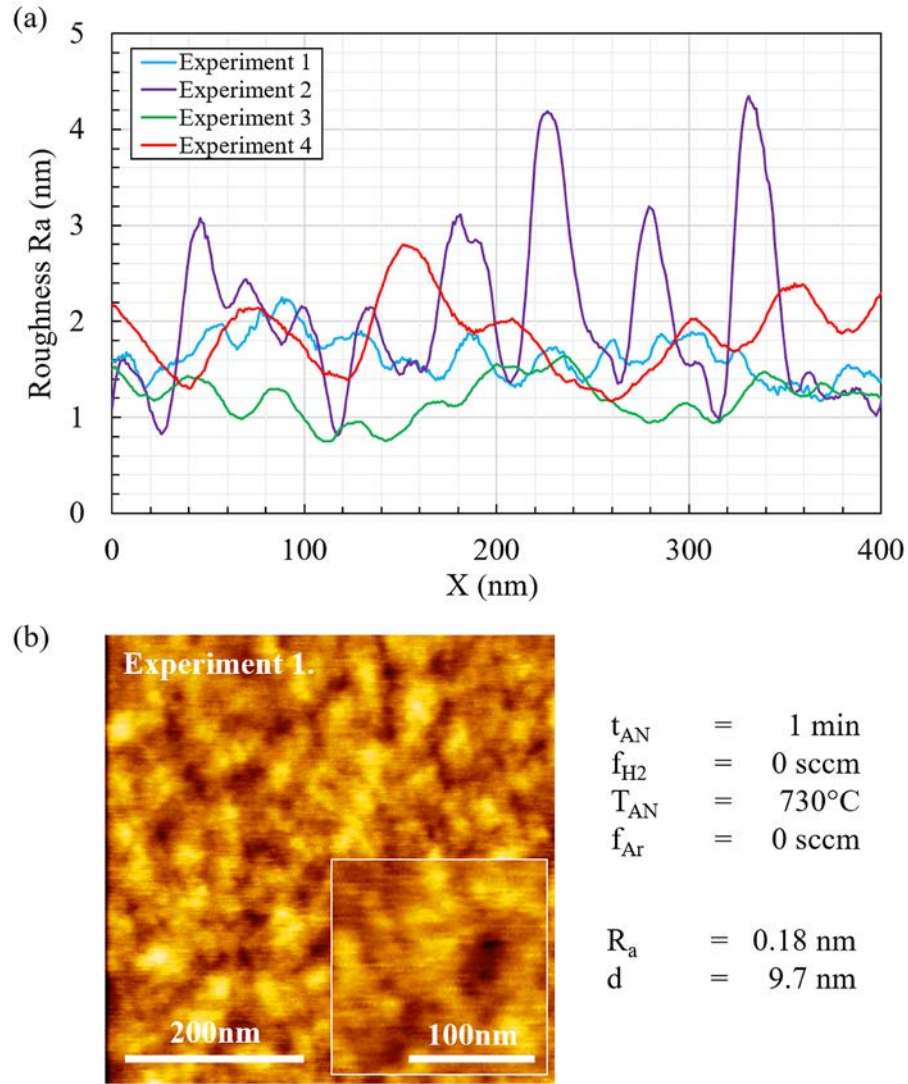 (a)
Roughness Ra (nm)
5
4
3
2
1
0
Experiment 1
Experiment 2
Experiment 3
Experiment 4
0 100 200 300 400
X (nm)
(b)
Experiment 1.
200nm
100nm
t_AN = 1 min
f_H2 = 0 sccm
T_AN = 730°C
f_Ar = 0 sccm
R_a = 0.18 nm
d = 9.7 nm